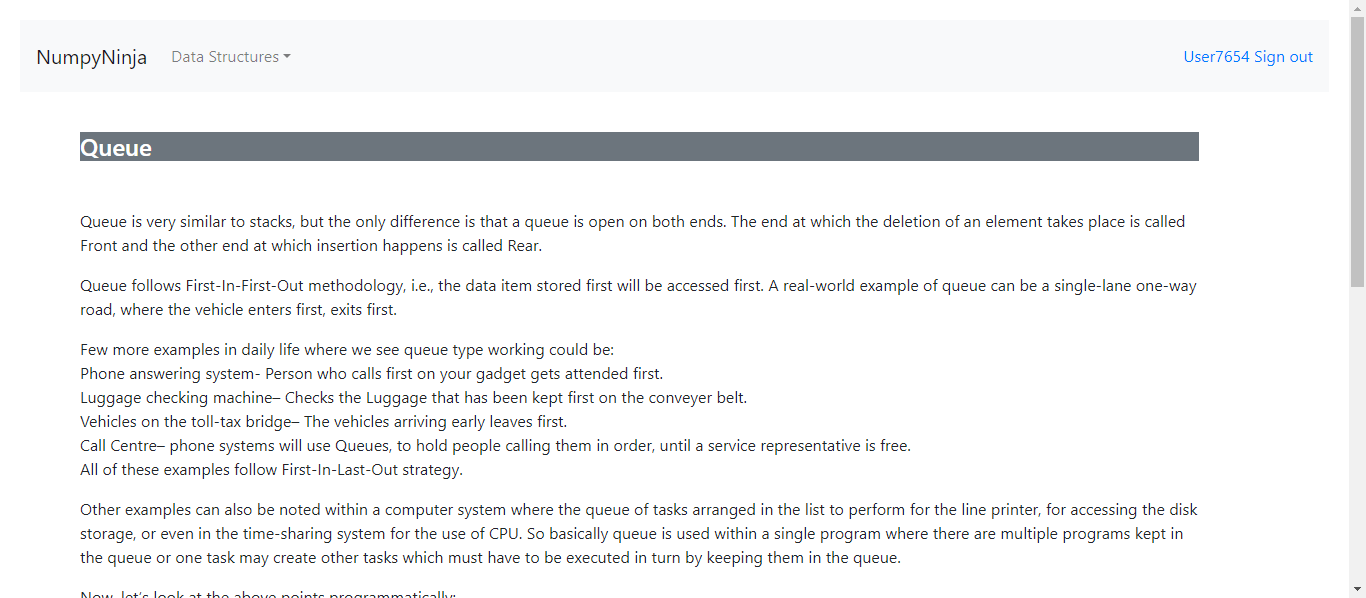 NumpyNinja Data Structures User7654 Sign out
Queue
Queue is very similar to stacks, but the only difference is that a queue is open on both ends. The end at which the deletion of an element takes place is called
Front and the other end at which insertion happens is called Rear.
Queue follows First-In-First-Out methodology, i.e., the data item stored first will be accessed first. A real-world example of queue can be a single-lane one-way
road, where the vehicle enters first, exits first.
Few more examples in daily life where we see queue type working could be:
Phone answering system- Person who calls first on your gadget gets attended first.
Luggage checking machine– Checks the Luggage that has been kept first on the conveyer belt.
Vehicles on the toll-tax bridge– The vehicles arriving early leaves first.
Call Centre– phone systems will use Queues, to hold people calling them in order, until a service representative is free.
All of these examples follow First-In-Last-Out strategy.
Other examples can also be noted within a computer system where the queue of tasks arranged in the list to perform for the line printer, for accessing the disk
storage, or even in the time-sharing system for the use of CPU. So basically queue is used within a single program where there are multiple programs kept in
the queue or one task may create other tasks which must have to be executed in turn by keeping them in the queue.
Now, let’s look at the above points programmatically: